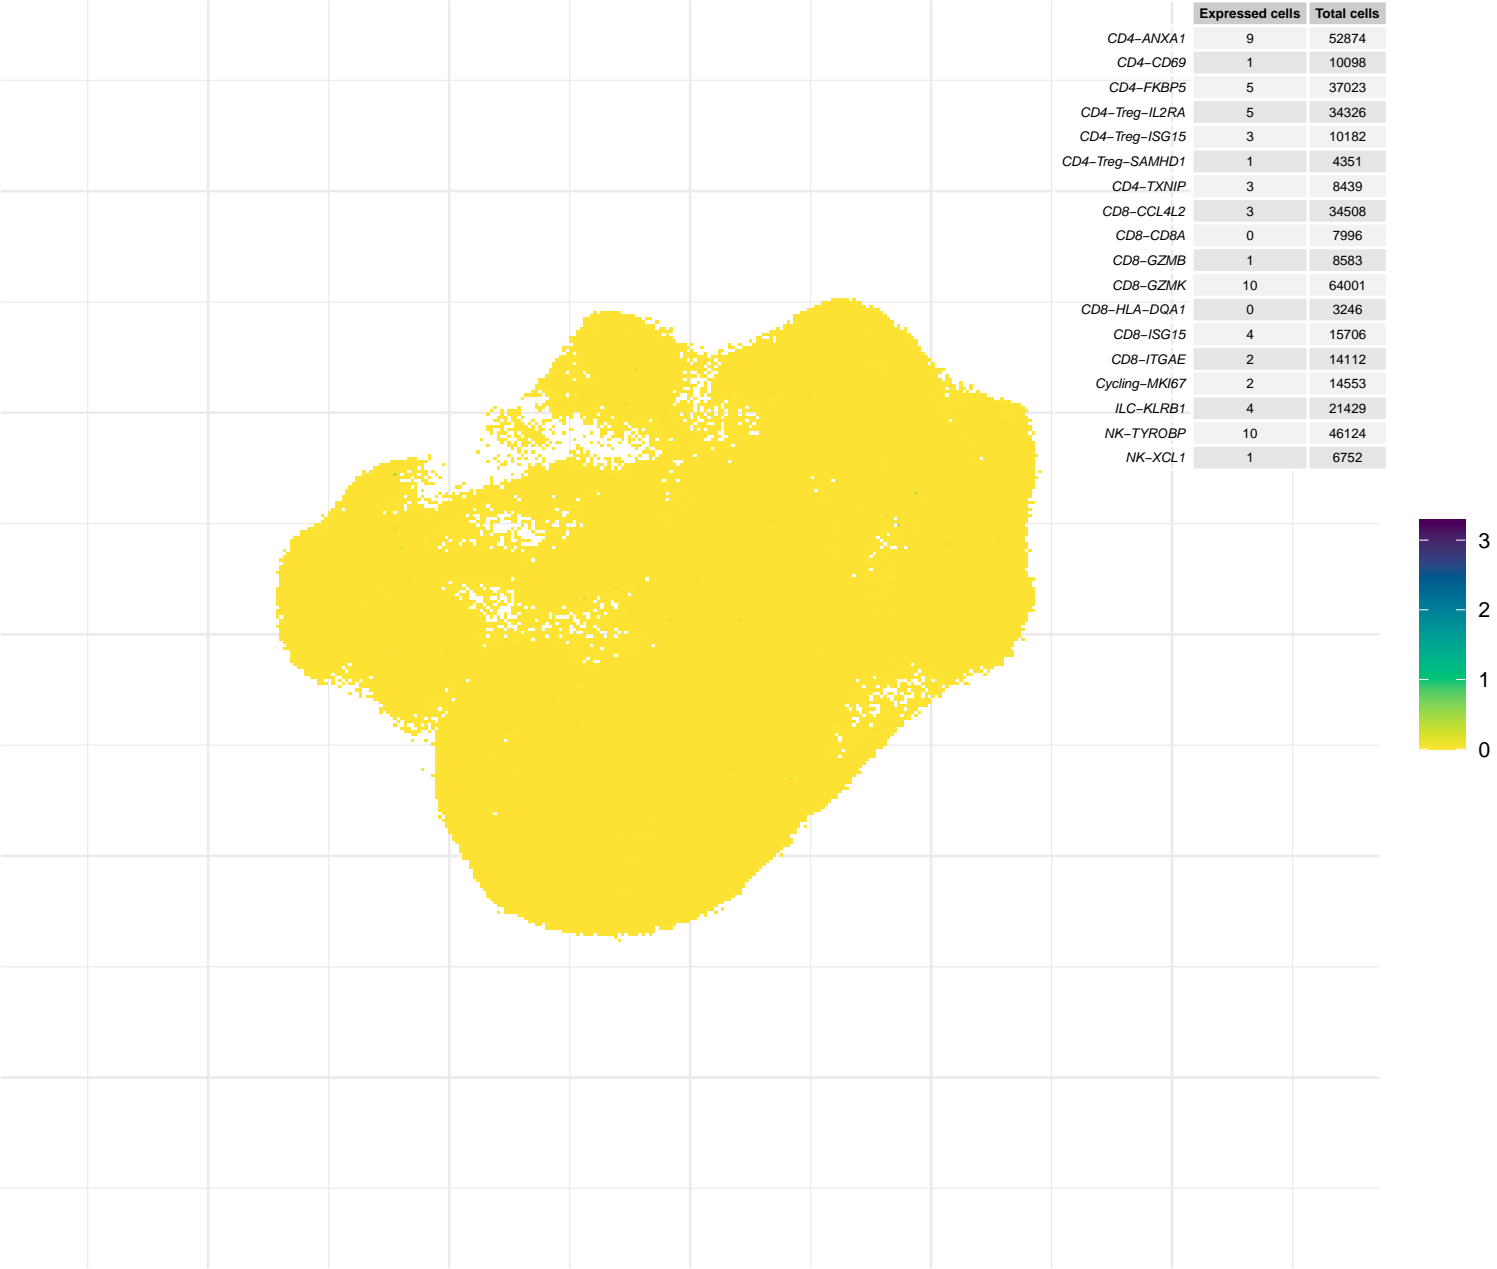 Expressed cells Total cells
CD4−ANXA1 9 52874
CD4−CD69 1 10098
CD4−FKBP5 5 37023
CD4−Treg−IL2RA 5 34326
CD4−Treg−ISG15 3 10182
CD4−Treg−SAMHD1 1 4351
CD4−TXNIP 3 8439
CD8−CCL4L2 3 34508
CD8−CD8A 0 7996
CD8−GZMB 1 8583
CD8−GZMK 10 64001
CD8−HLA−DQA1 0 3246
CD8−ISG15 4 15706
CD8−ITGAE 2 14112
Cycling−MKI67 2 14553
ILC−KLRB1 4 21429
NK−TYROBP 10 46124
NK−XCL1 1 6752
3
2
1
0